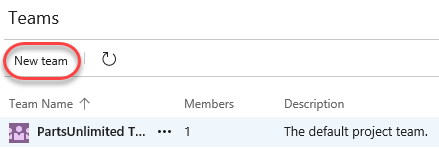 Teams
New team
Team Name Members Description
PartsUnlimited T... ••• 1 The default project team.